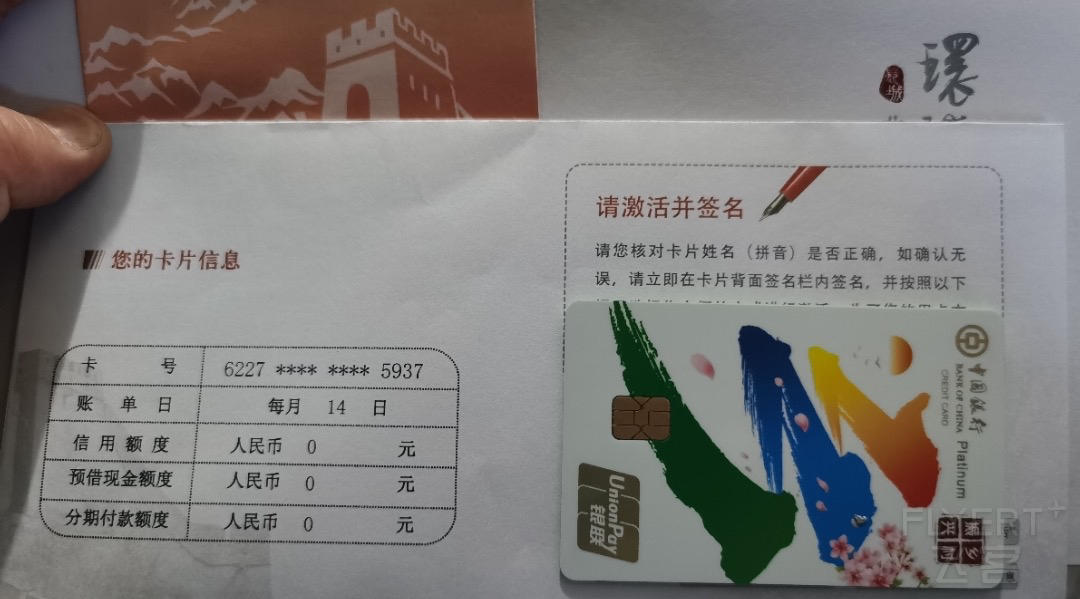 您的卡片信息
卡 号 6227 **** **** 5937
账 单 日 每月 14 日
信 用 额 度 人民币 0 元
预借现金额度 人民币 0 元
分期付款额度 人民币 0 元
環
请激活并签名
请您核对卡片姓名（拼音）是否正确，如确认无
误，请立即在卡片背面签名栏内签名，并按照以下
中国银行 Platinum
BANK OF CHINA
CREDIT CARD
UnionPay
银联
FLYERT